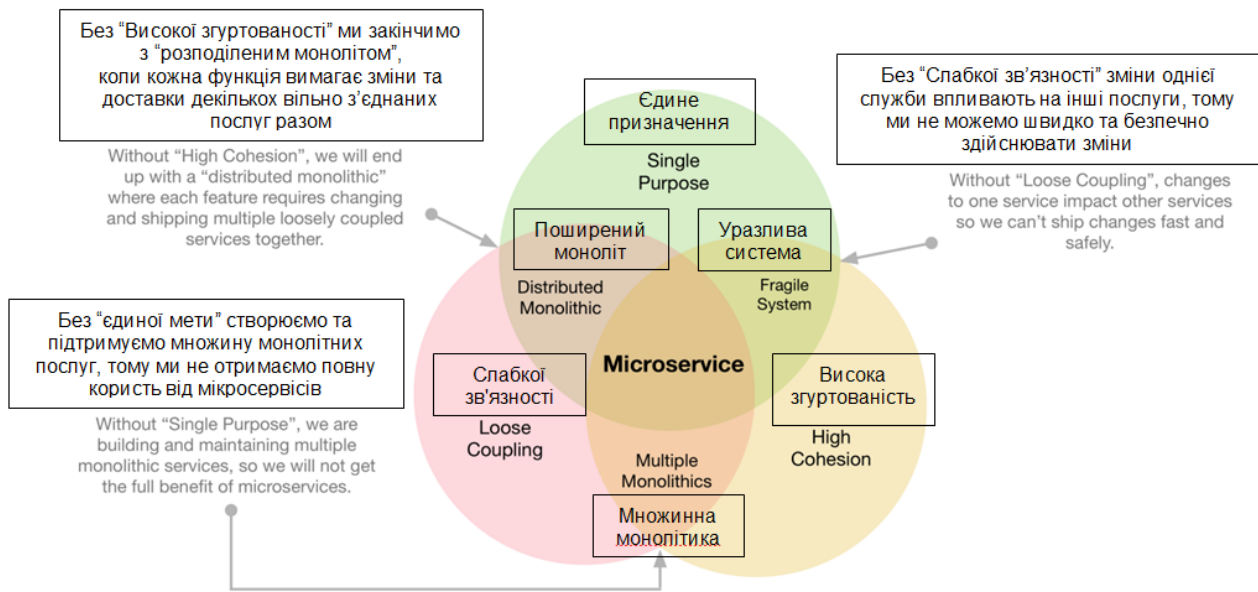 Без “Високої згуртованості” ми закінчимо
з “розподіленим монолітом”,
коли кожна функція вимагає зміни та
доставки декількох вільно з’єднаних
послуг разом
Without “High Cohesion”, we will end
up with a “distributed monolithic”
where each feature requires changing
and shipping multiple loosely coupled
services together.
Єдине
призначення
Single
Purpose
Без “Слабкої зв’язності” зміни однієї
служби впливають на інші послуги, тому
ми не можемо швидко та безпечно
здійснювати зміни
Without “Loose Coupling”, changes
to one service impact other services
so we can’t ship changes fast and
safely.
Поширений
моноліт
Distributed
Monolithic
Уразлива
система
Fragile
System
Без “єдиної мети” створюємо та
підтримуємо множину монолітних
послуг, тому ми не отримаємо повну
користь від мікросервісів
Without “Single Purpose”, we are
building and maintaining multiple
monolithic services, so we will not get
the full benefit of microservices.
Microservice
Слабкої
зв'язності
Loose
Coupling
Висока
згуртованість
High
Cohesion
Multiple
Monolithics
Множинна
монолітика